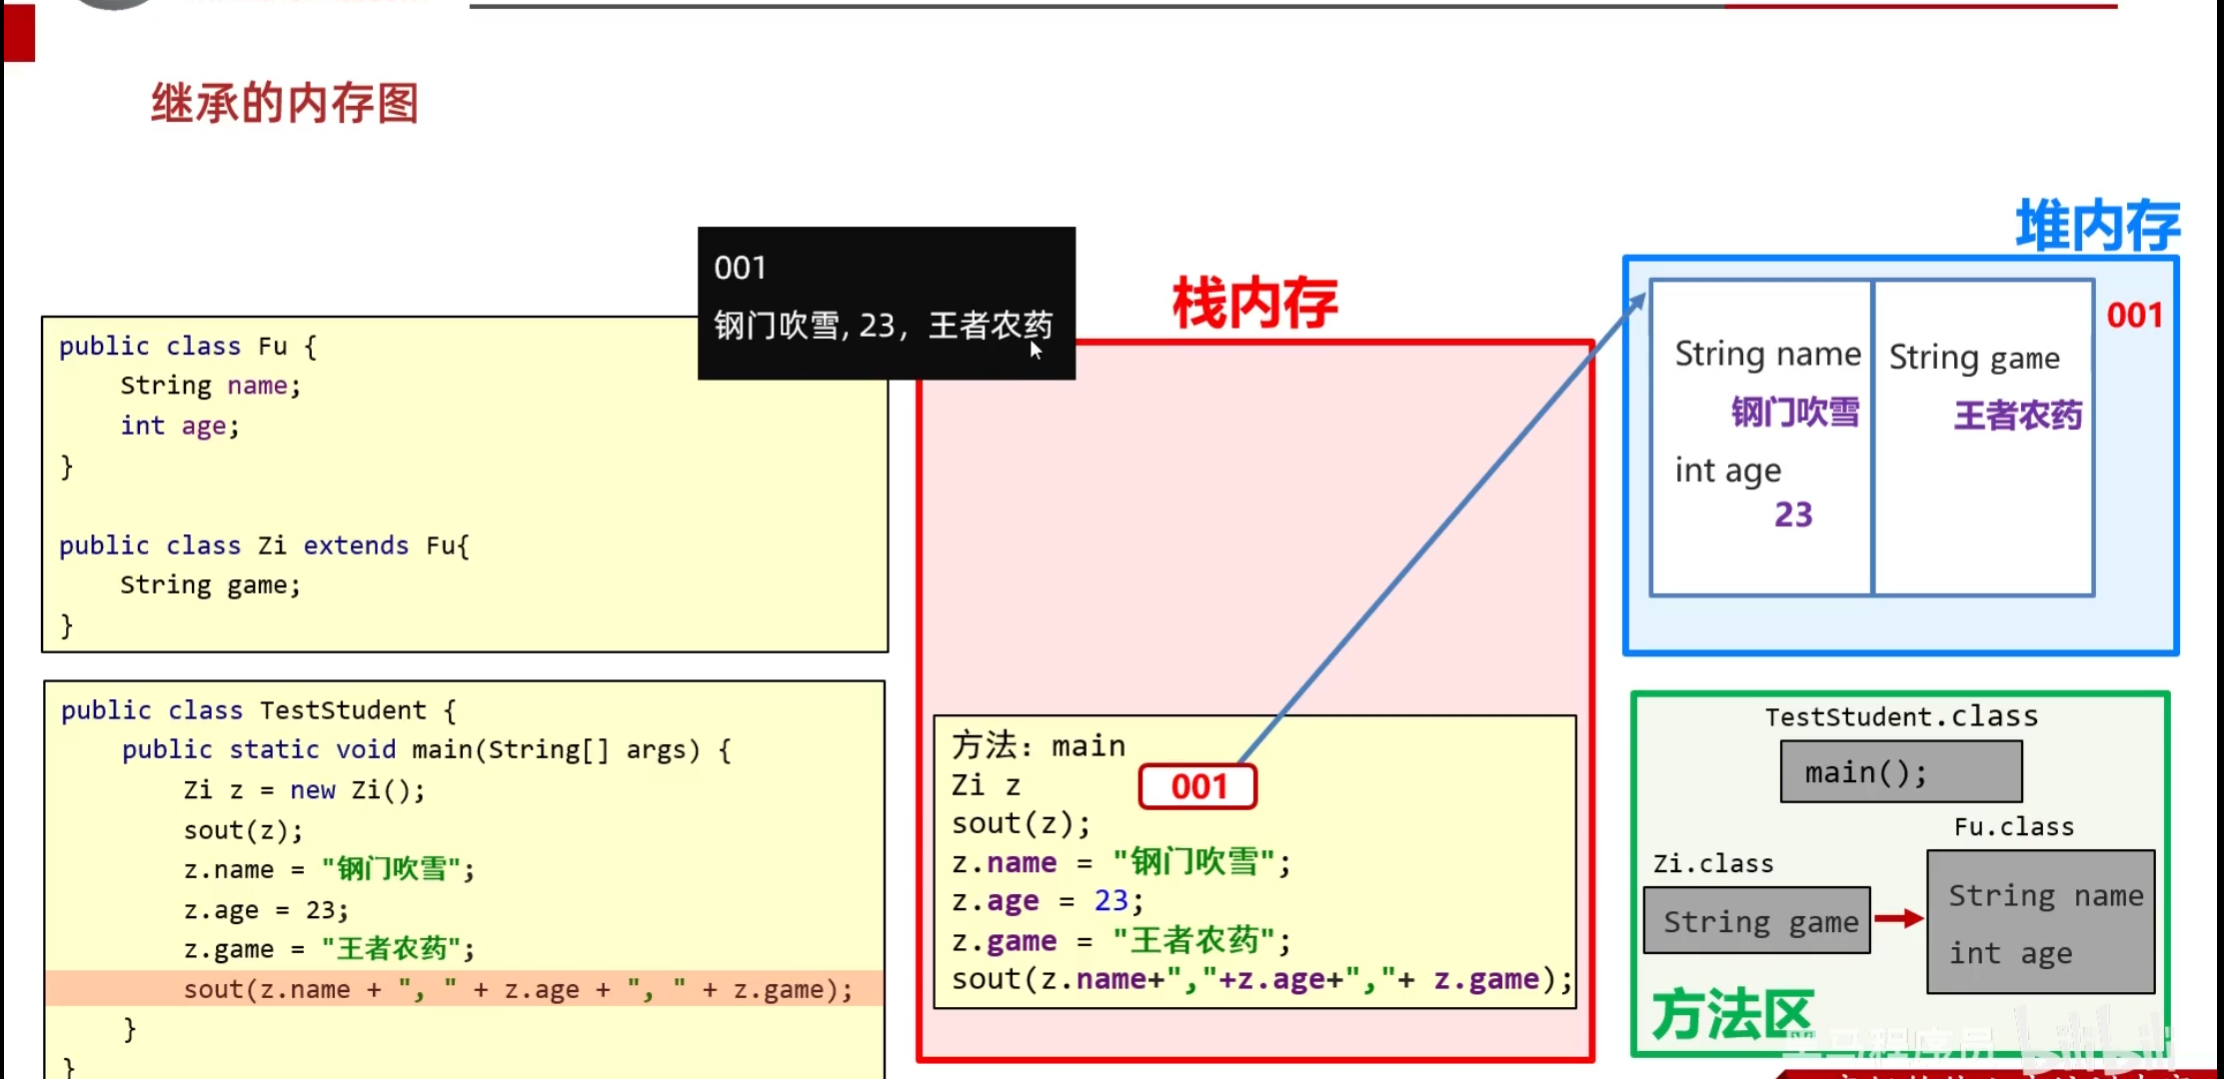 继承的内存图
001
钢门吹雪, 23，王者农药
public class Fu {
String name;
int age;
}
public class Zi extends Fu{
String game;
}
public class TestStudent {
public static void main(String[] args) {
Zi z = new Zi();
sout(z);
z.name = "钢门吹雪";
z.age = 23;
z.game = "王者农药";
sout(z.name + ", " + z.age + ", " + z.game);
}
}
栈内存
方法：main
Zi z
001
sout(z);
z.name = "钢门吹雪";
z.age = 23;
z.game = "王者农药";
sout(z.name+","+z.age+","+ z.game);
堆内存
001
String name
钢门吹雪
int age
23
String game
王者农药
TestStudent.class
main();
Fu.class
String name
int age
Zi.class
String game
方法区
黑马程序员
bilibili